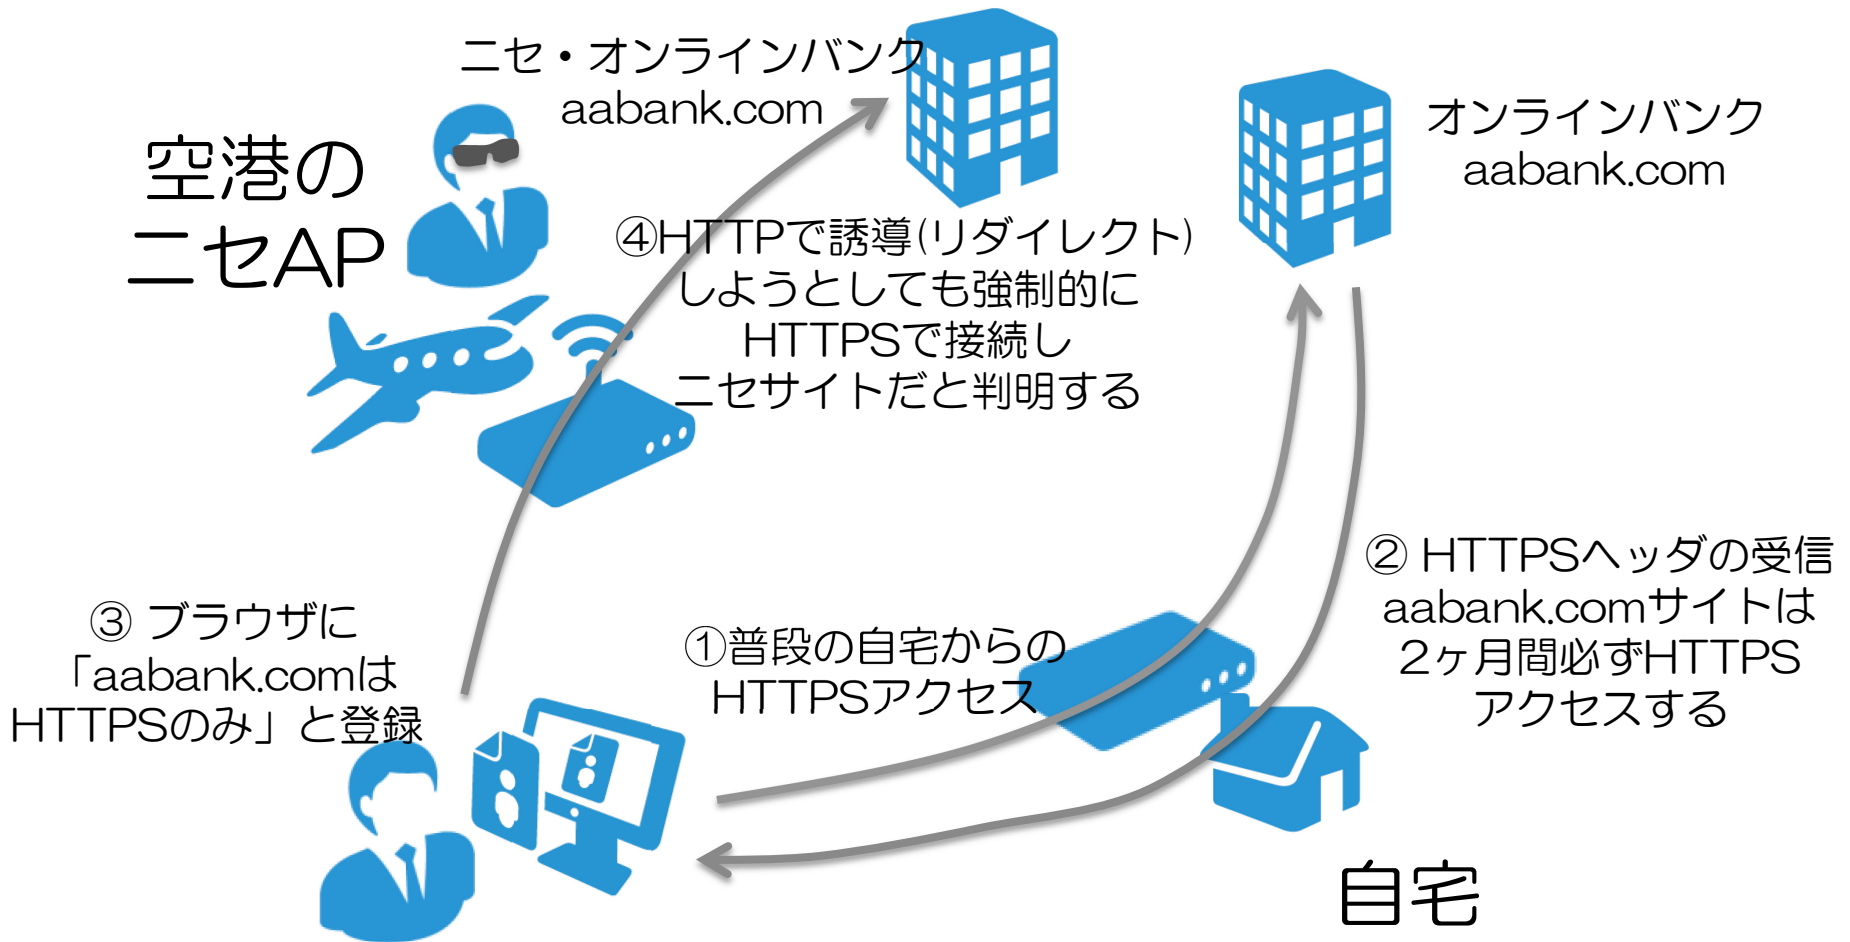 ニセ・オンラインバンク
aabank.com
オンラインバンク
aabank.com
空港の
ニセAP
④HTTPで誘導(リダイレクト)
しようとしても強制的に
HTTPSで接続し
ニセサイトだと判明する
② HTTPSヘッダの受信
aabank.comサイトは
2ヶ月間必ずHTTPS
アクセスする
③ ブラウザに
「aabank.comは
HTTPSのみ」と登録
①普段の自宅からの
HTTPSアクセス
自宅